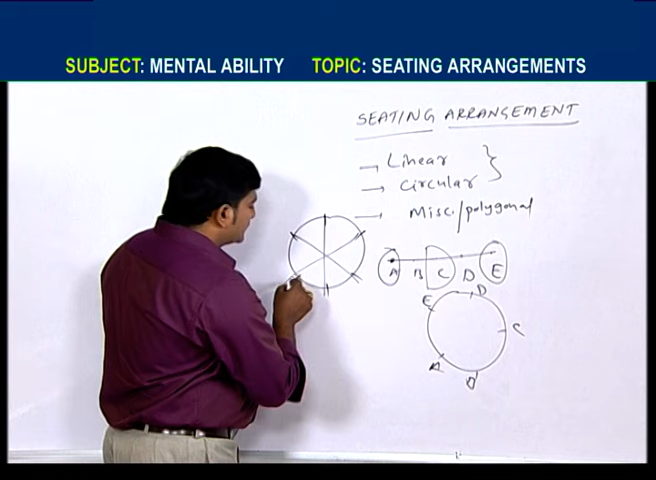 SUBJECT: MENTAL ABILITY TOPIC: SEATING ARRANGEMENTS
SEATING ARRANGEMENT
→ Linear
→ Circular
→ Misc./polygonal
A B C D E
E D
C
A B